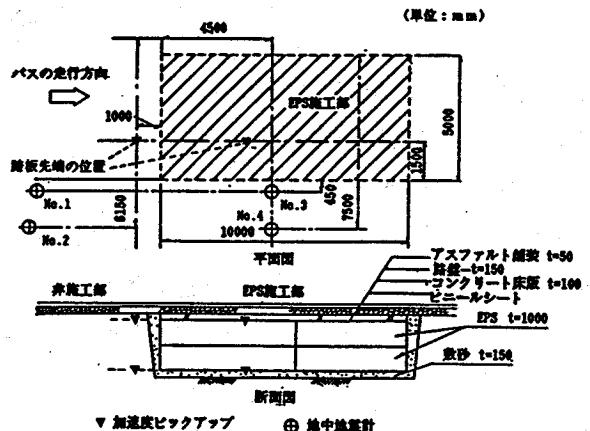 （単位：mm）
4500
バスの走行方向
1000
EPS施工部
5000
1500
踏板先端の位置
6150
450
7500
No.1
No.3
No.4
No.2
10000
平面図
アスファルト舗装 t=50
路盤 t=150
コンクリート床版 t=100
ビニールシート
非施工部
EPS施工部
EPS t=1000
敷砂 t=150
断面図
▼ 加速度ピックアップ
⊕ 地中地震計